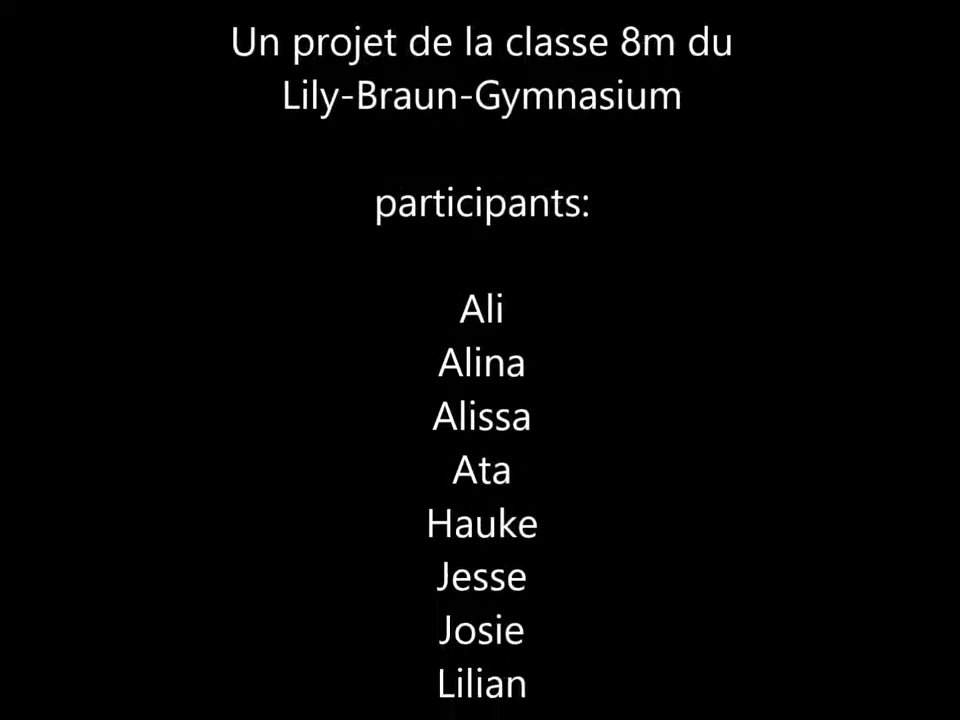 Un projet de la classe 8m du
Lily-Braun-Gymnasium
participants:
Ali
Alina
Alissa
Ata
Hauke
Jesse
Josie
Lilian